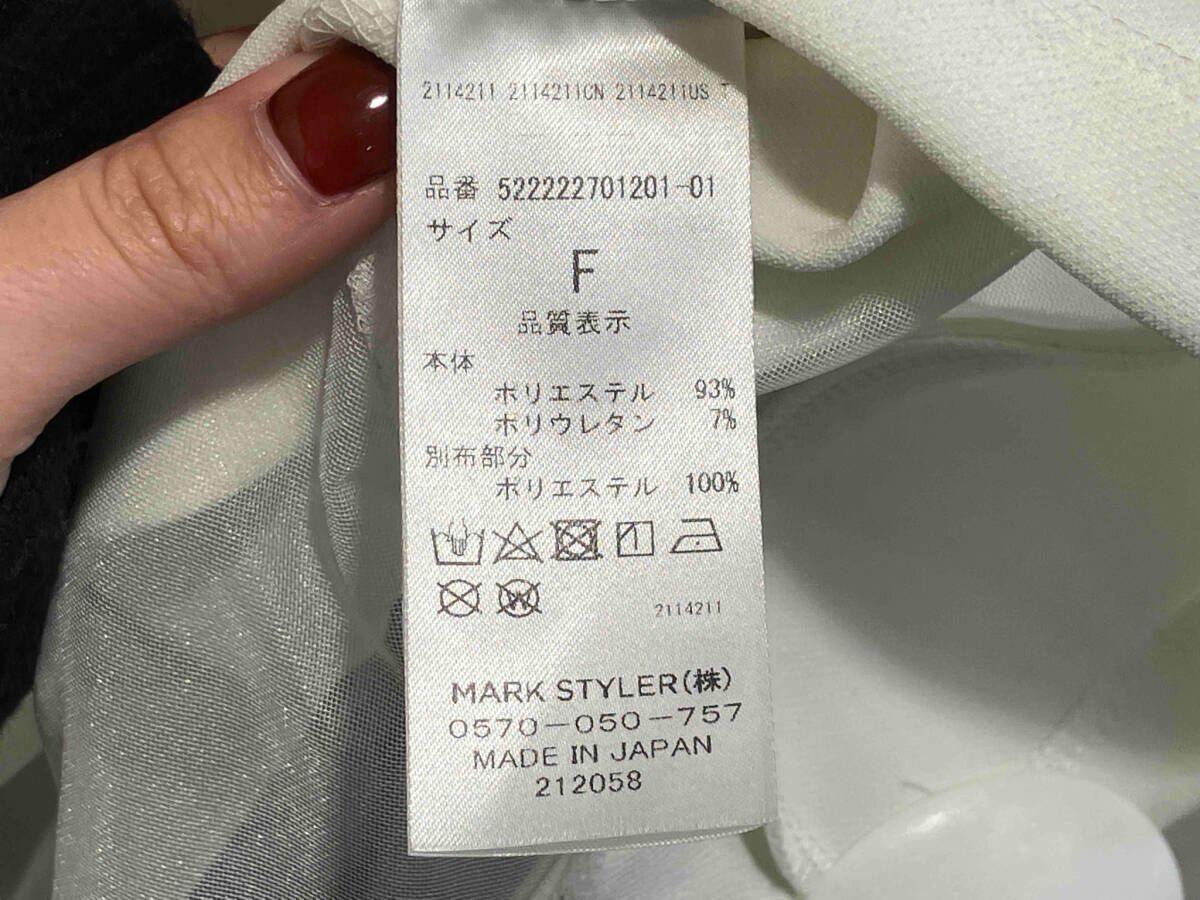 2114211 2114211CN 2114211US T
品番 522222701201-01
サイズ
F
品質表示
本体
ポリエステル 93%
ポリウレタン 7%
別布部分
ポリエステル 100%
W
2114211
MARK STYLER(株)
0570-050-757
MADE IN JAPAN
212058